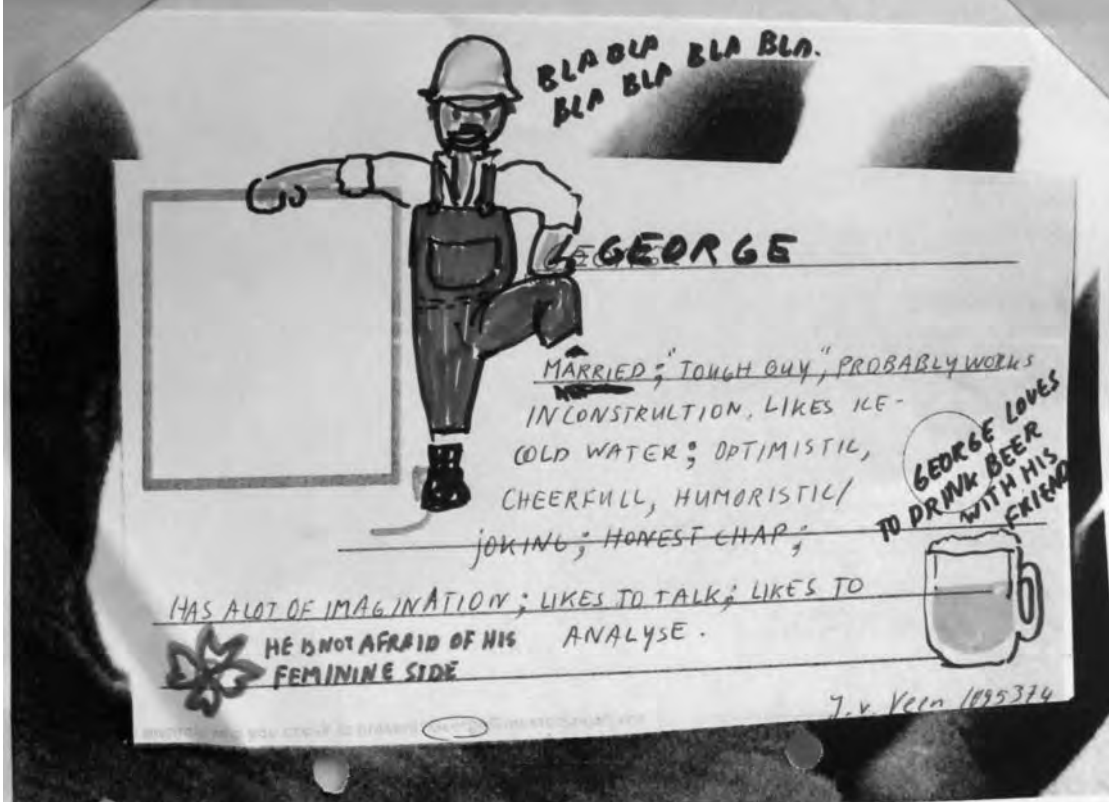 BLA BLA
BLA BLA BLA BLA.
GEORGE
MARRIED; "TOUGH GUY", PROBABLY WORKS
IN CONSTRULTION, LIKES ICE-
COLD WATER; OPTIMISTIC,
CHEERFULL, HUMORISTIC/
JOKING; HONEST CHAP;
HAS A LOT OF IMAGINATION; LIKES TO TALK; LIKES TO
ANALYSE.
GEORGE LOVES
TO DRINK BEER
WITH HIS
FRIEND
HE IS NOT AFRAID OF HIS
FEMININE SIDE
J.v. Veen 1095374